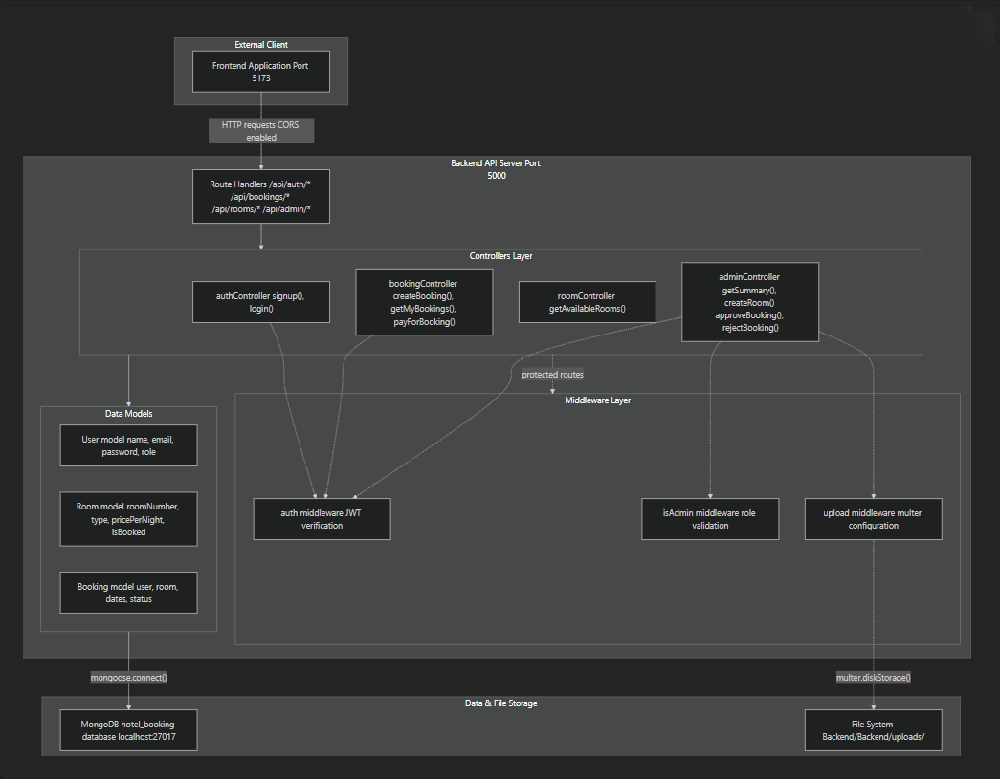 External Client
Frontend Application Port
5173
HTTP requests CORS
enabled
Backend API Server Port
5000
Route Handlers /api/auth/*
/api/bookings/*
/api/rooms/* /api/admin/*
Controllers Layer
authController signup(),
login()
bookingController
createBooking(),
getMyBookings(),
payForBooking()
roomController
getAvailableRooms()
adminController
getSummary(),
createRoom()
approveBooking(),
rejectBooking()
protected routes
Middleware Layer
Data Models
User model name, email,
password, role
Room model roomNumber,
type, pricePerNight,
isBooked
Booking model user, room,
dates, status
auth middleware JWT
verification
isAdmin middleware role
validation
upload middleware multer
configuration
mongoose.connect()
multer.diskStorage()
Data & File Storage
MongoDB hotel_booking
database localhost:27017
File System
Backend/Backend/uploads/